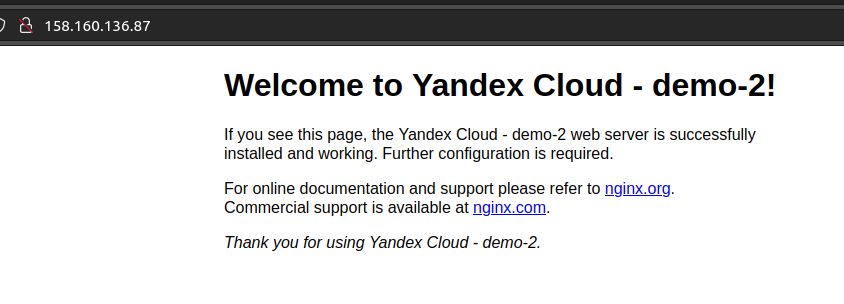 158.160.136.87
Welcome to Yandex Cloud - demo-2!
If you see this page, the Yandex Cloud - demo-2 web server is successfully
installed and working. Further configuration is required.
For online documentation and support please refer to nginx.org.
Commercial support is available at nginx.com.
Thank you for using Yandex Cloud - demo-2.